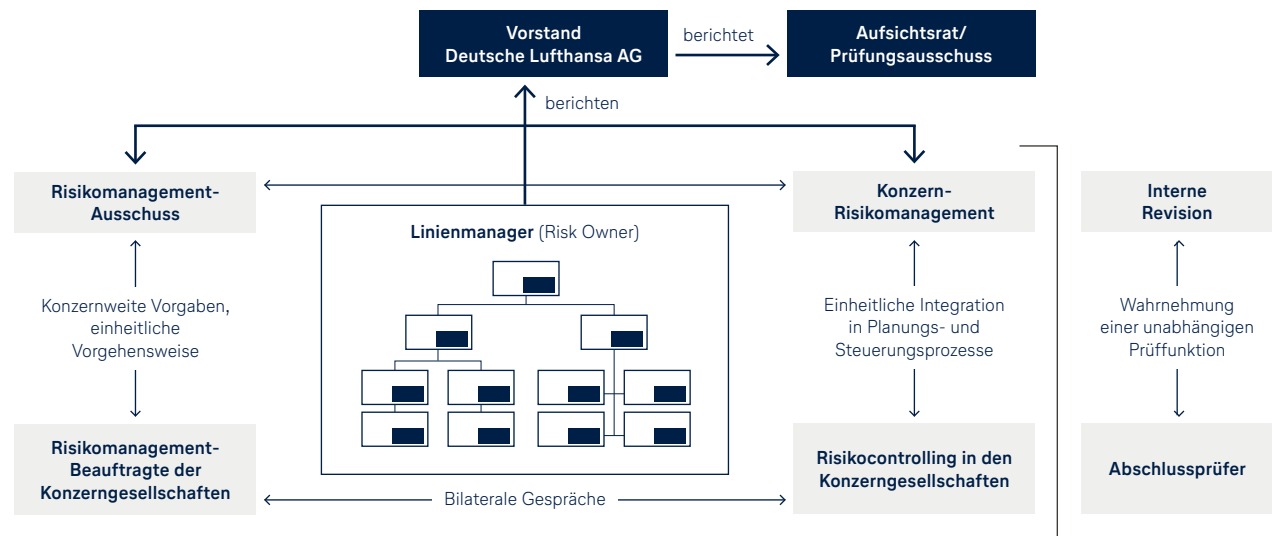 Vorstand
Deutsche Lufthansa AG
berichtet
Aufsichtsrat/
Prüfungsausschuss
berichten
Risikomanagement-
Ausschuss
Konzern-
Risikomanagement
Interne
Revision
Linienmanager (Risk Owner)
Konzernweite Vorgaben,
einheitliche
Vorgehensweise
Einheitliche Integration
in Planungs- und
Steuerungsprozesse
Wahrnehmung
einer unabhängigen
Prüffunktion
Risikomanagement-
Beauftragte der
Konzerngesellschaften
Bilaterale Gespräche
Risikocontrolling in den
Konzerngesellschaften
Abschlussprüfer